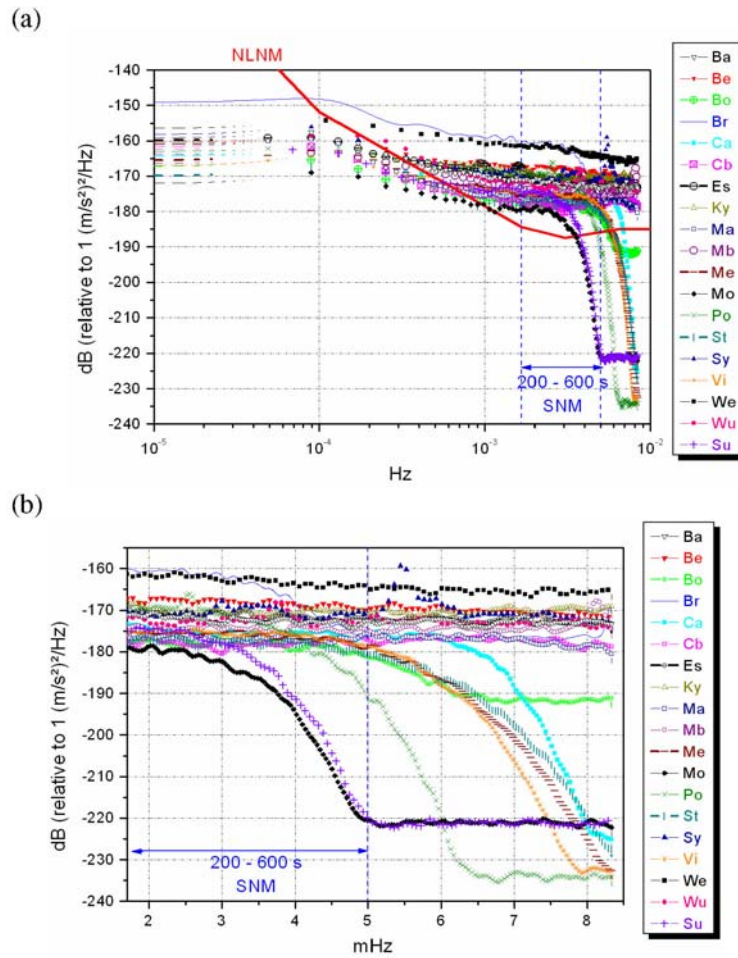 (a)
NLNM
-140
-150
-160
-170
-180
-190
-200
-210
-220
-230
-240
dB (relative to 1 (m/s²)²/Hz)
200 - 600 s
SNM
10⁻⁵
10⁻⁴
10⁻³
10⁻²
Hz
Ba
Be
Bo
Br
Ca
Cb
Es
Ky
Ma
Mb
Me
Mo
Po
St
Sy
Vi
We
Wu
Su
(b)
-160
-170
-180
-190
-200
-210
-220
-230
-240
dB (relative to 1 (m/s²)²/Hz)
200 - 600 s
SNM
2
3
4
5
6
7
8
mHz
Ba
Be
Bo
Br
Ca
Cb
Es
Ky
Ma
Mb
Me
Mo
Po
St
Sy
Vi
We
Wu
Su